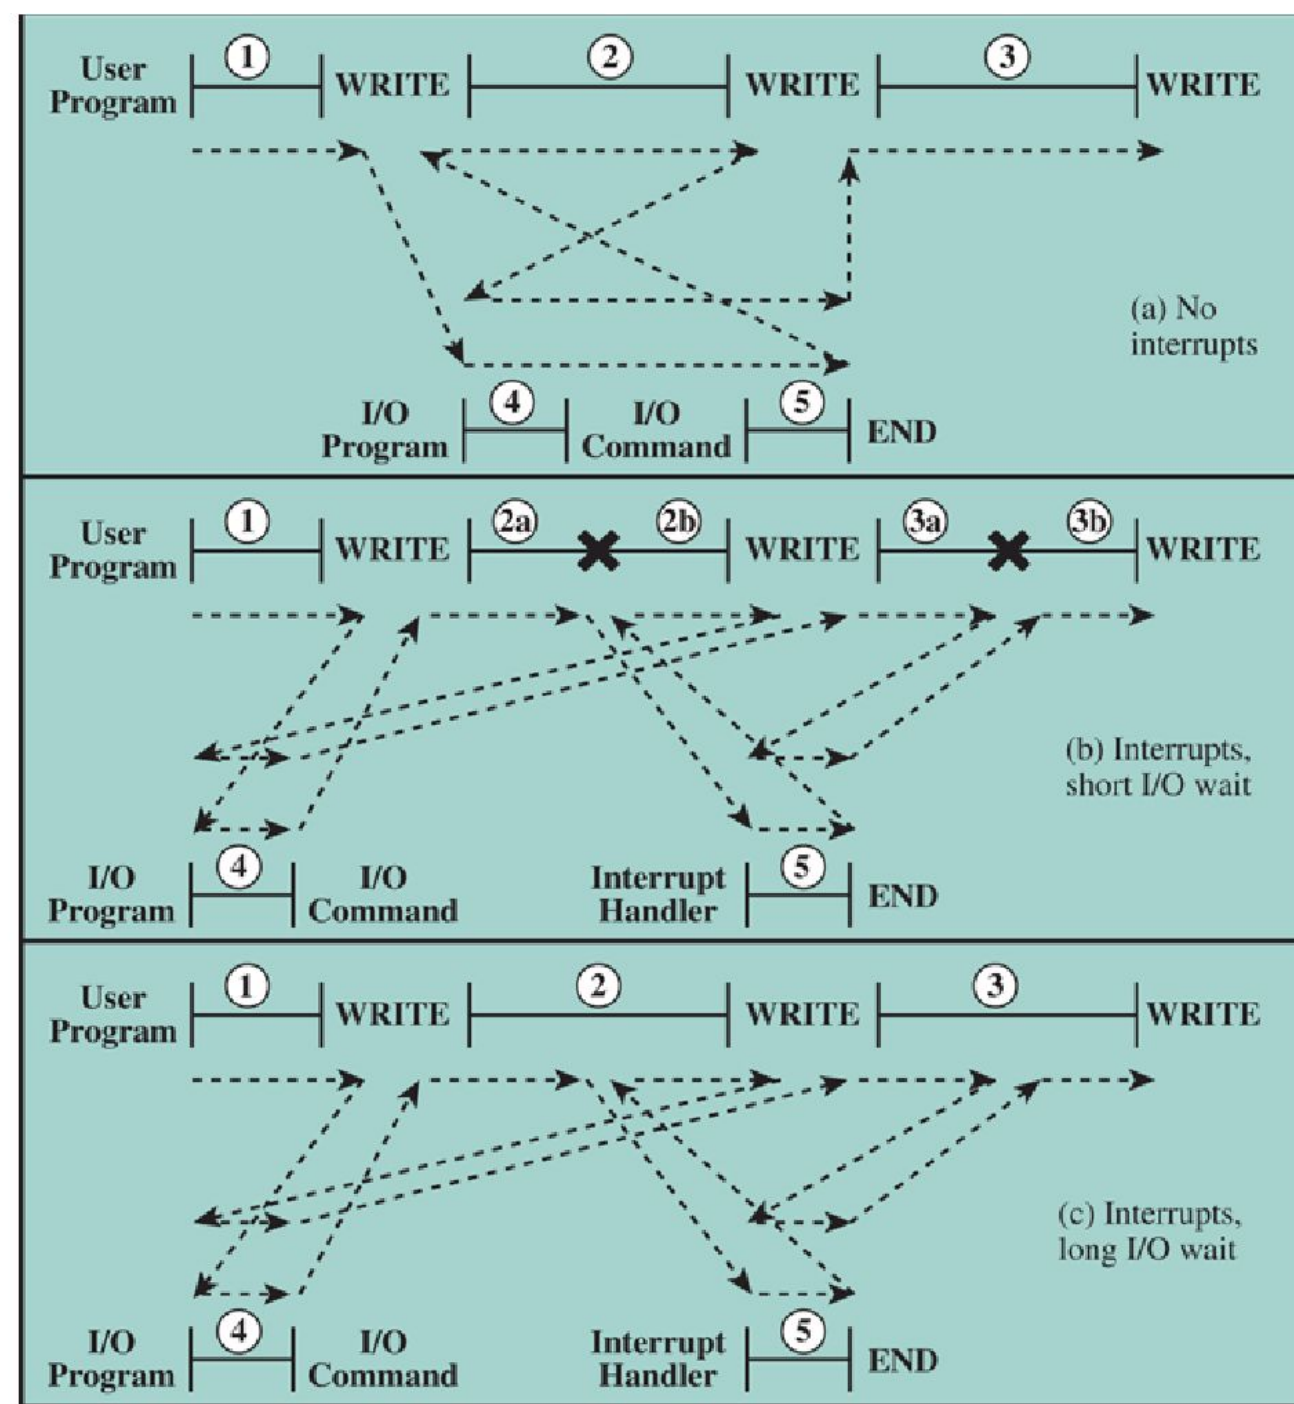 1 2 3
User
Program WRITE WRITE WRITE
(a) No
interrupts
4 5
I/O
Program I/O
Command END
1 2a 2b 3a 3b
User
Program WRITE WRITE WRITE
(b) Interrupts,
short I/O wait
4 5
I/O
Program I/O
Command Interrupt
Handler END
1 2 3
User
Program WRITE WRITE WRITE
(c) Interrupts,
long I/O wait
4 5
I/O
Program I/O
Command Interrupt
Handler END